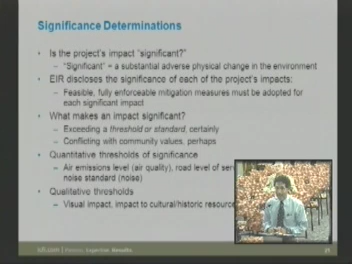 Significance Determinations
• Is the project's impact "significant?"
– "Significant" = a substantial adverse physical change in the environment
• EIR discloses the significance of each of the project's impacts:
– Feasible, fully enforceable mitigation measures must be adopted for
each significant impact
• What makes an impact significant?
– Exceeding a threshold or standard, certainly
– Conflicting with community values, perhaps
• Quantitative thresholds of significance
– Air emissions level (air quality), road level of
noise standard (noise)
• Qualitative thresholds
– Visual impact, impact to cultural/historic
icfi.com | Passion. Expertise. Results.